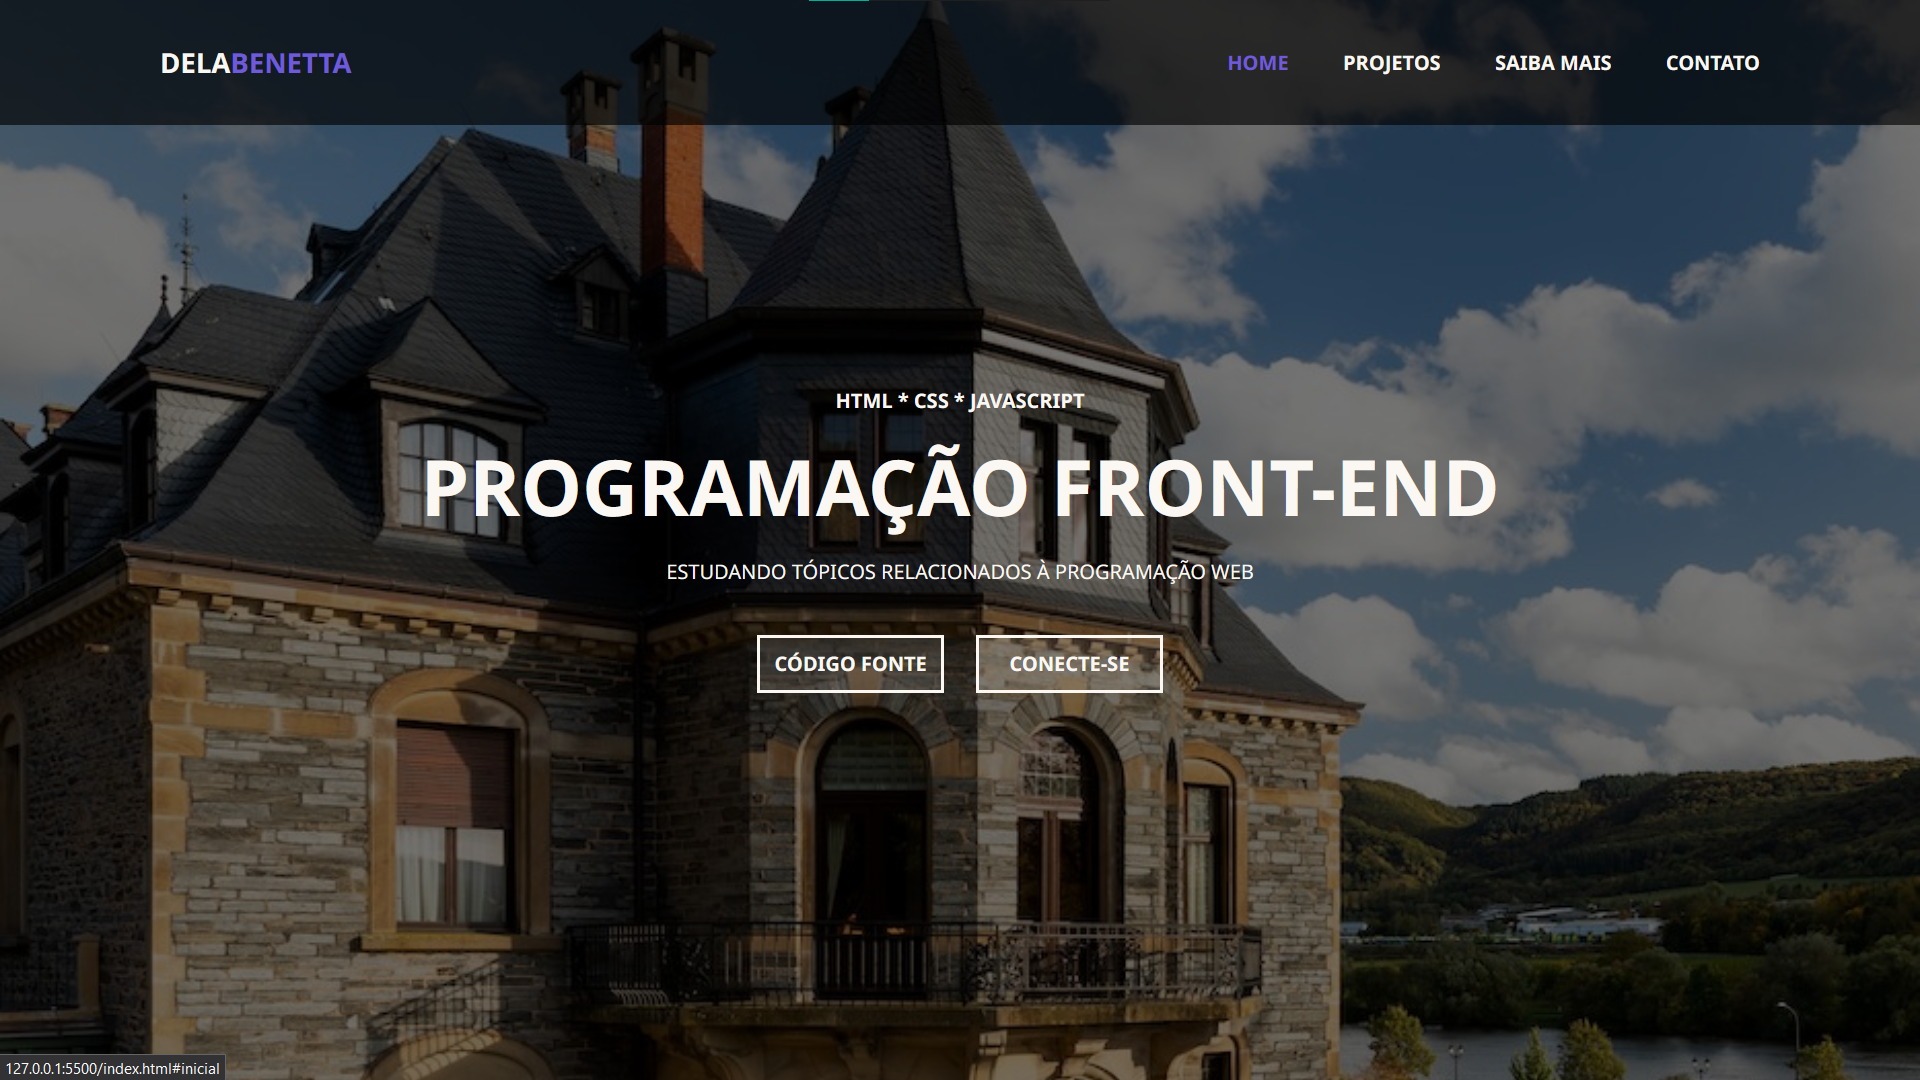 DELABENETTA
HOME PROJETOS SAIBA MAIS CONTATO
HTML * CSS * JAVASCRIPT
PROGRAMAÇÃO FRONT-END
ESTUDANDO TÓPICOS RELACIONADOS À PROGRAMAÇÃO WEB
CÓDIGO FONTE CONECTE-SE
127.0.0.1:5500/index.html#inicial